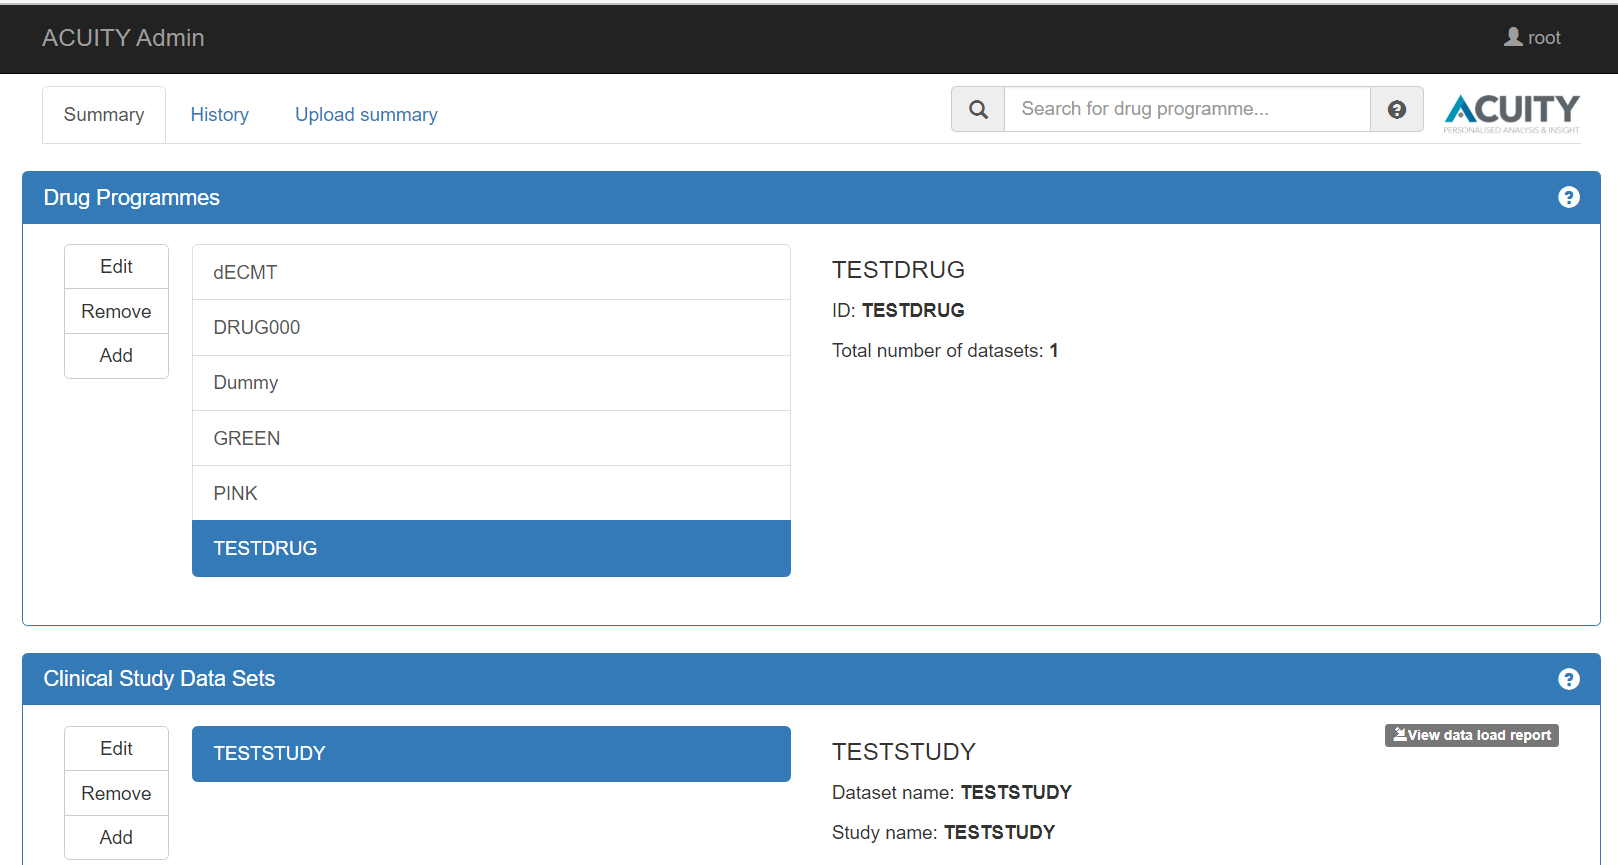 ACUITY Admin
root
Summary
History
Upload summary
Search for drug programme...
ACUITY
PERSONALISED ANALYSIS & INSIGHT
Drug Programmes
Edit
Remove
Add
dECMT
DRUG000
Dummy
GREEN
PINK
TESTDRUG
TESTDRUG
ID: TESTDRUG
Total number of datasets: 1
Clinical Study Data Sets
Edit
Remove
Add
TESTSTUDY
TESTSTUDY
View data load report
Dataset name: TESTSTUDY
Study name: TESTSTUDY